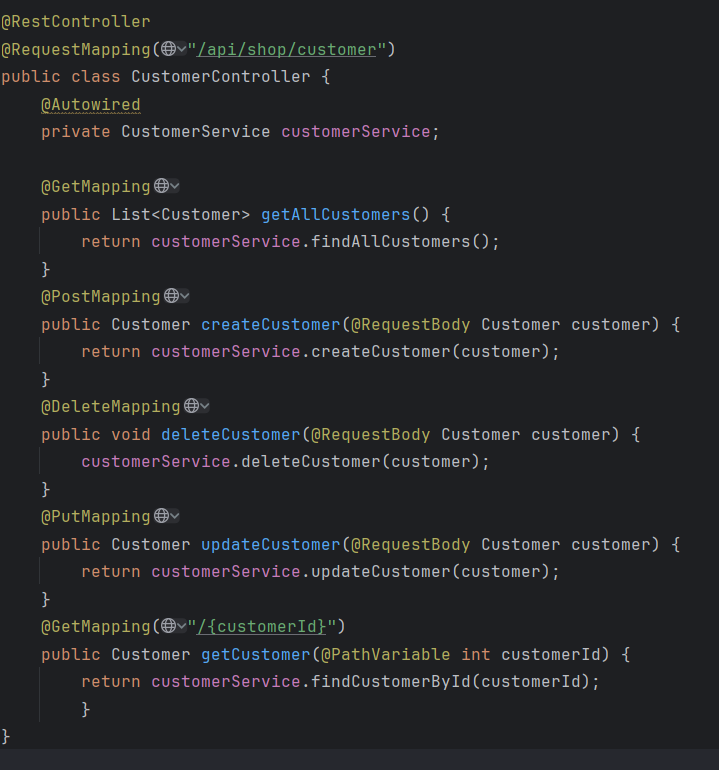 @RestController
@RequestMapping("/api/shop/customer")
public class CustomerController {
    @Autowired
    private CustomerService customerService;

    @GetMapping
    public List<Customer> getAllCustomers() {
        return customerService.findAllCustomers();
    }
    @PostMapping
    public Customer createCustomer(@RequestBody Customer customer) {
        return customerService.createCustomer(customer);
    }
    @DeleteMapping
    public void deleteCustomer(@RequestBody Customer customer) {
        customerService.deleteCustomer(customer);
    }
    @PutMapping
    public Customer updateCustomer(@RequestBody Customer customer) {
        return customerService.updateCustomer(customer);
    }
    @GetMapping("/{customerId}")
    public Customer getCustomer(@PathVariable int customerId) {
        return customerService.findCustomerById(customerId);
        }
}